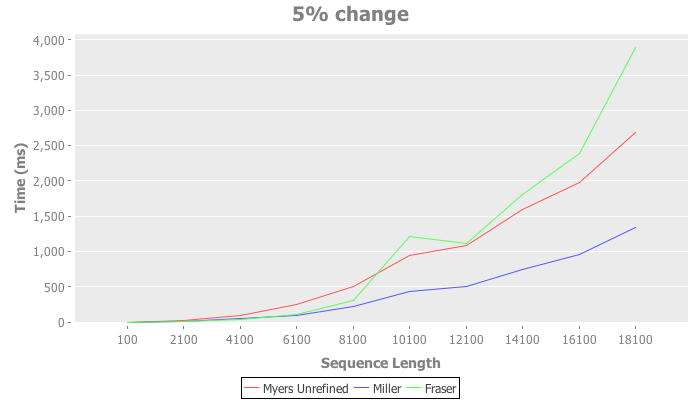 5% change
4,000
3,500
3,000
2,500
2,000
1,500
1,000
500
0
Time (ms)
100 2100 4100 6100 8100 10100 12100 14100 16100 18100
Sequence Length
Myers Unrefined Miller Fraser